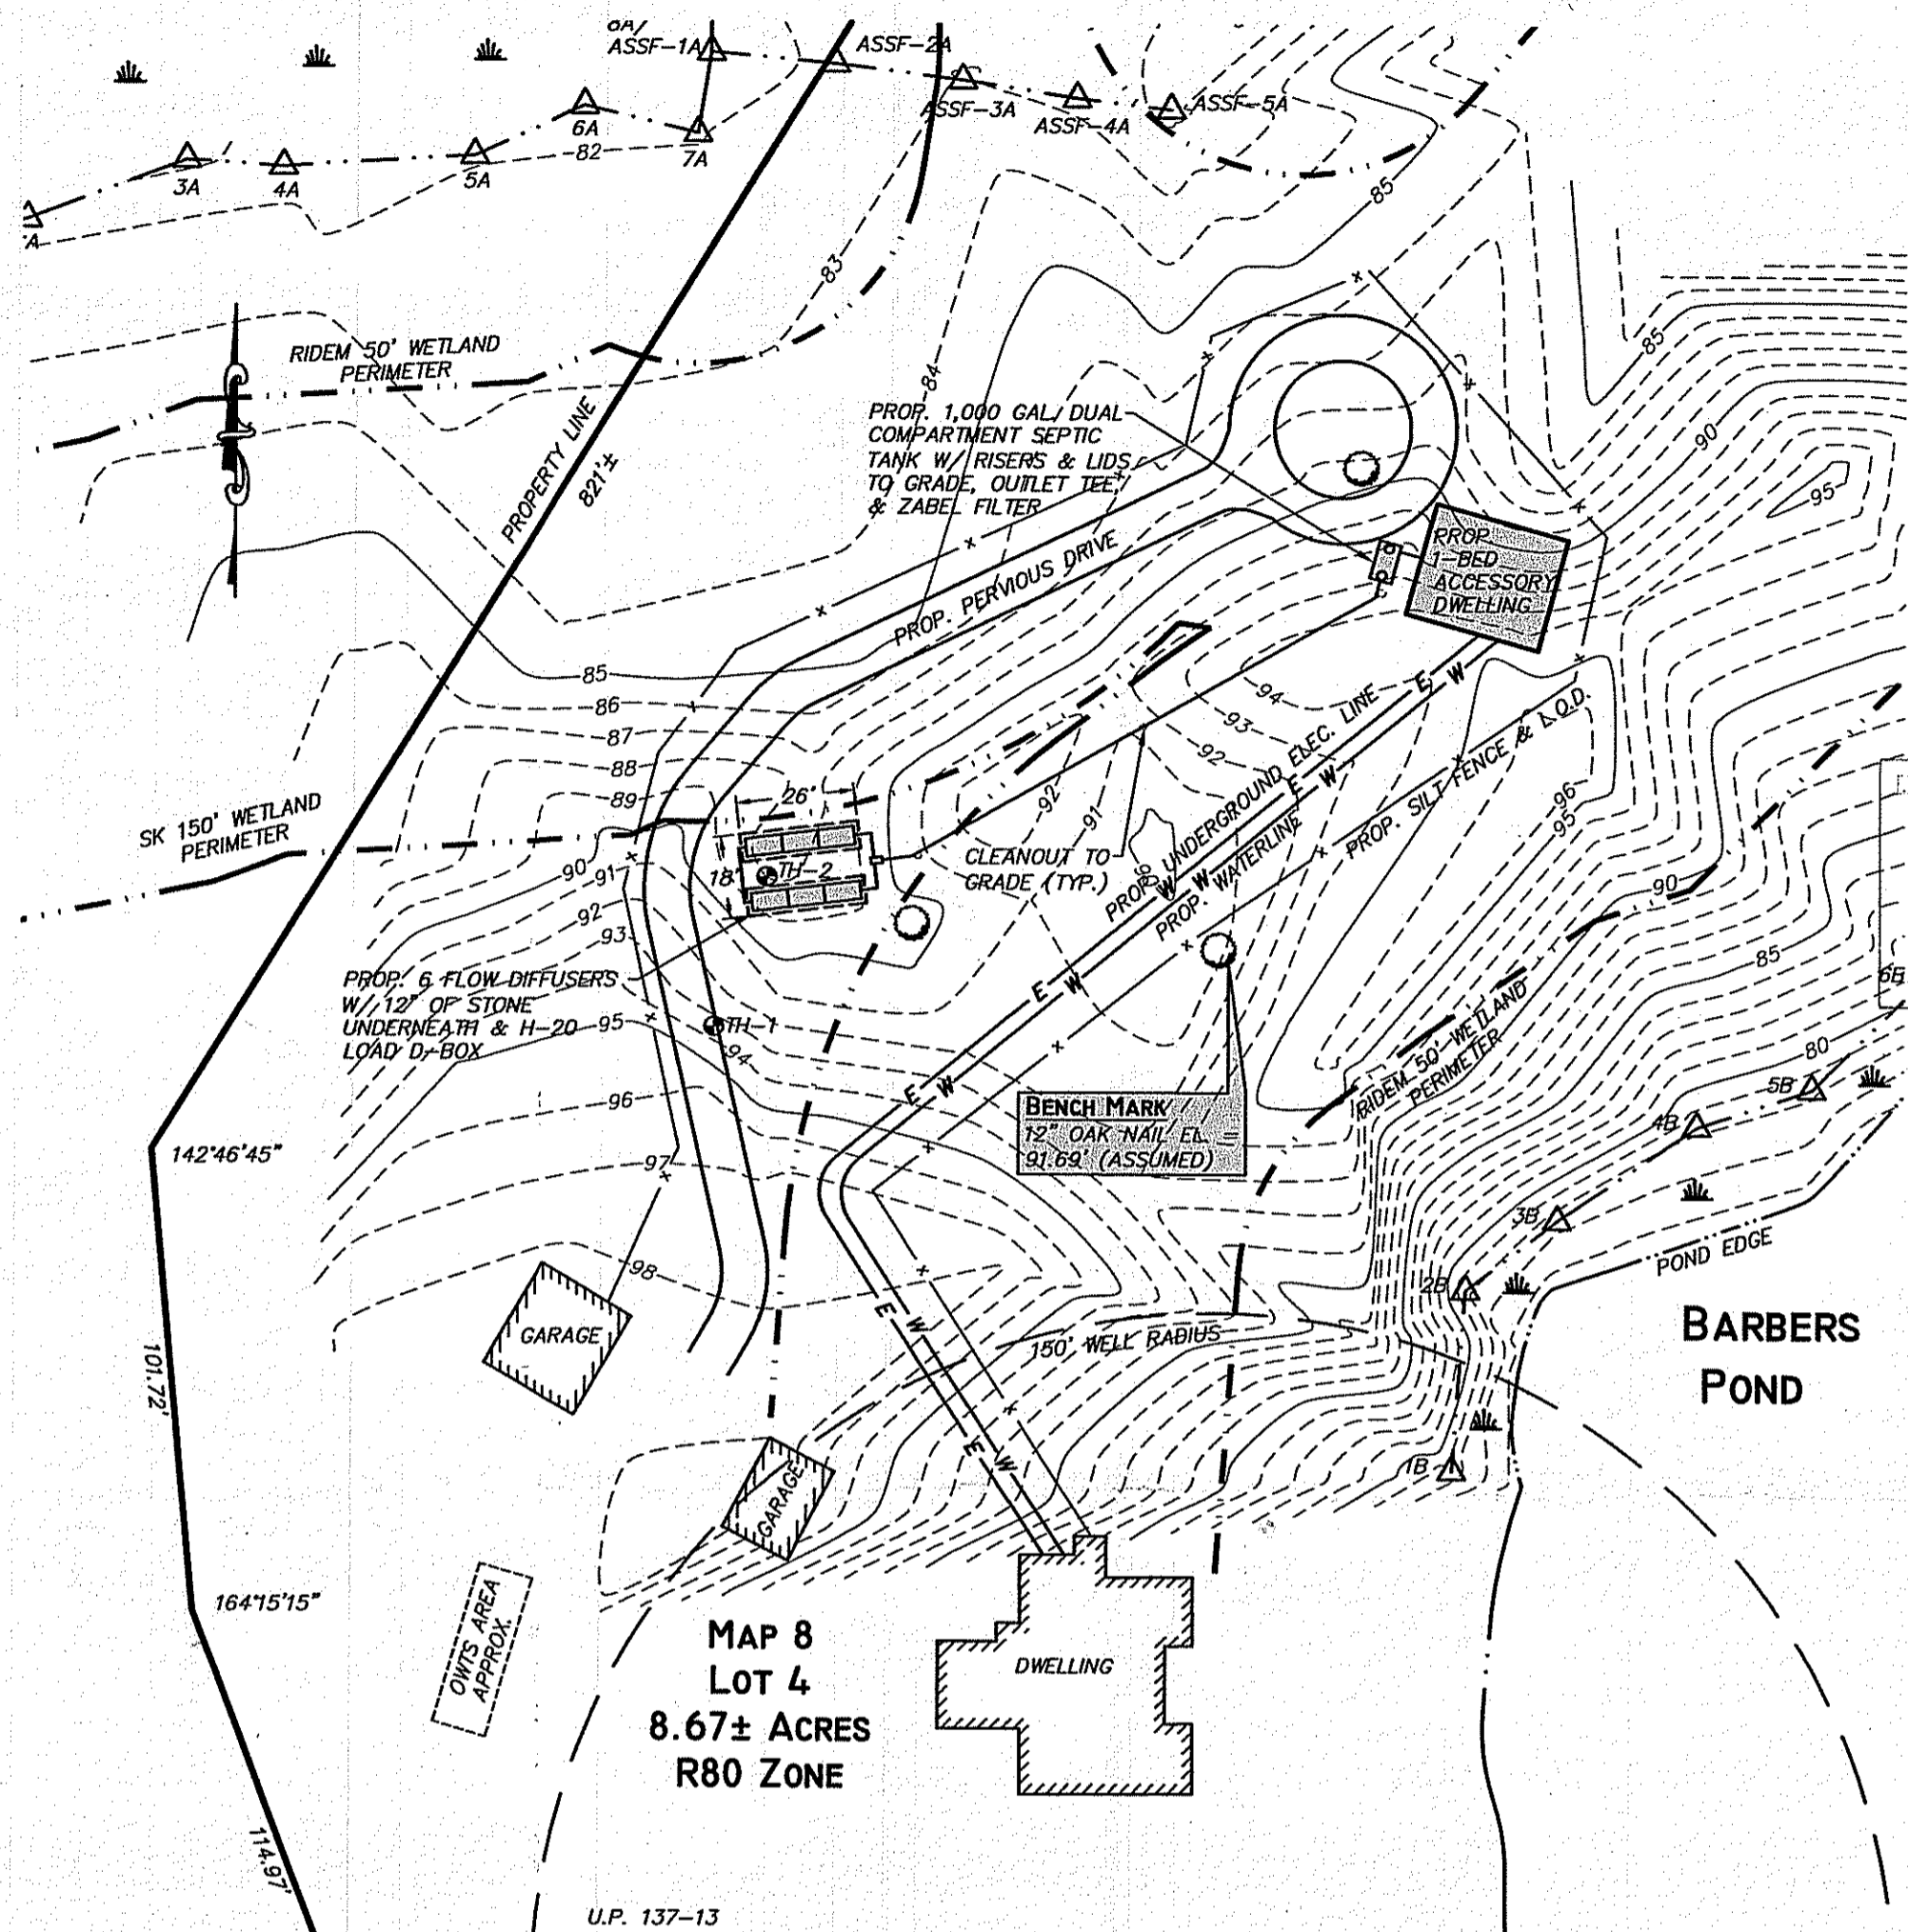 8A/
ASSF-1A
ASSF-2A
ASSF-3A
ASSF-4A
ASSF-5A
6A
82
7A
3A
4A
5A
A
85
83
RIDEM 50' WETLAND
PERIMETER
PROPERTY LINE
821'±
84
85
90
95
PROP. 1,000 GAL/ DUAL
COMPARTMENT SEPTIC
TANK W/ RISERS & LIDS
TO GRADE, OUTLET TEE,
& ZABEL FILTER
PROP. PERVIOUS DRIVE
PROP.
1-BED
ACCESSORY
DWELLING
85
86
87
88
89
94
93
92
E
W
SK 150' WETLAND
PERIMETER
26'
18'
TH-2
92
91
90
CLEANOUT TO
GRADE (TYP.)
PROP. UNDERGROUND ELEC. LINE
E W
PROP. WATERLINE
W W
PROP. SILT FENCE & L.O.D.
96
95
90
91
92
93
90
85
80
PROP. 6 FLOW DIFFUSERS
W/ 12" OF STONE
UNDERNEATH & H-20
LOAD D-BOX
95
TH-1
94
E W
E W
96
97
98
BENCH MARK
12" OAK NAIL EL =
91.69' (ASSUMED)
RIDEM 50' WETLAND
PERIMETER
6B
5B
4B
3B
2B
1B
142°46'45"
POND EDGE
BARBERS
POND
GARAGE
E W
150' WELL RADIUS
101.72'
E W
GARAGE
164°15'15"
OWTS AREA
APPROX.
MAP 8
LOT 4
8.67± ACRES
R80 ZONE
DWELLING
114.97'
U.P. 137-13